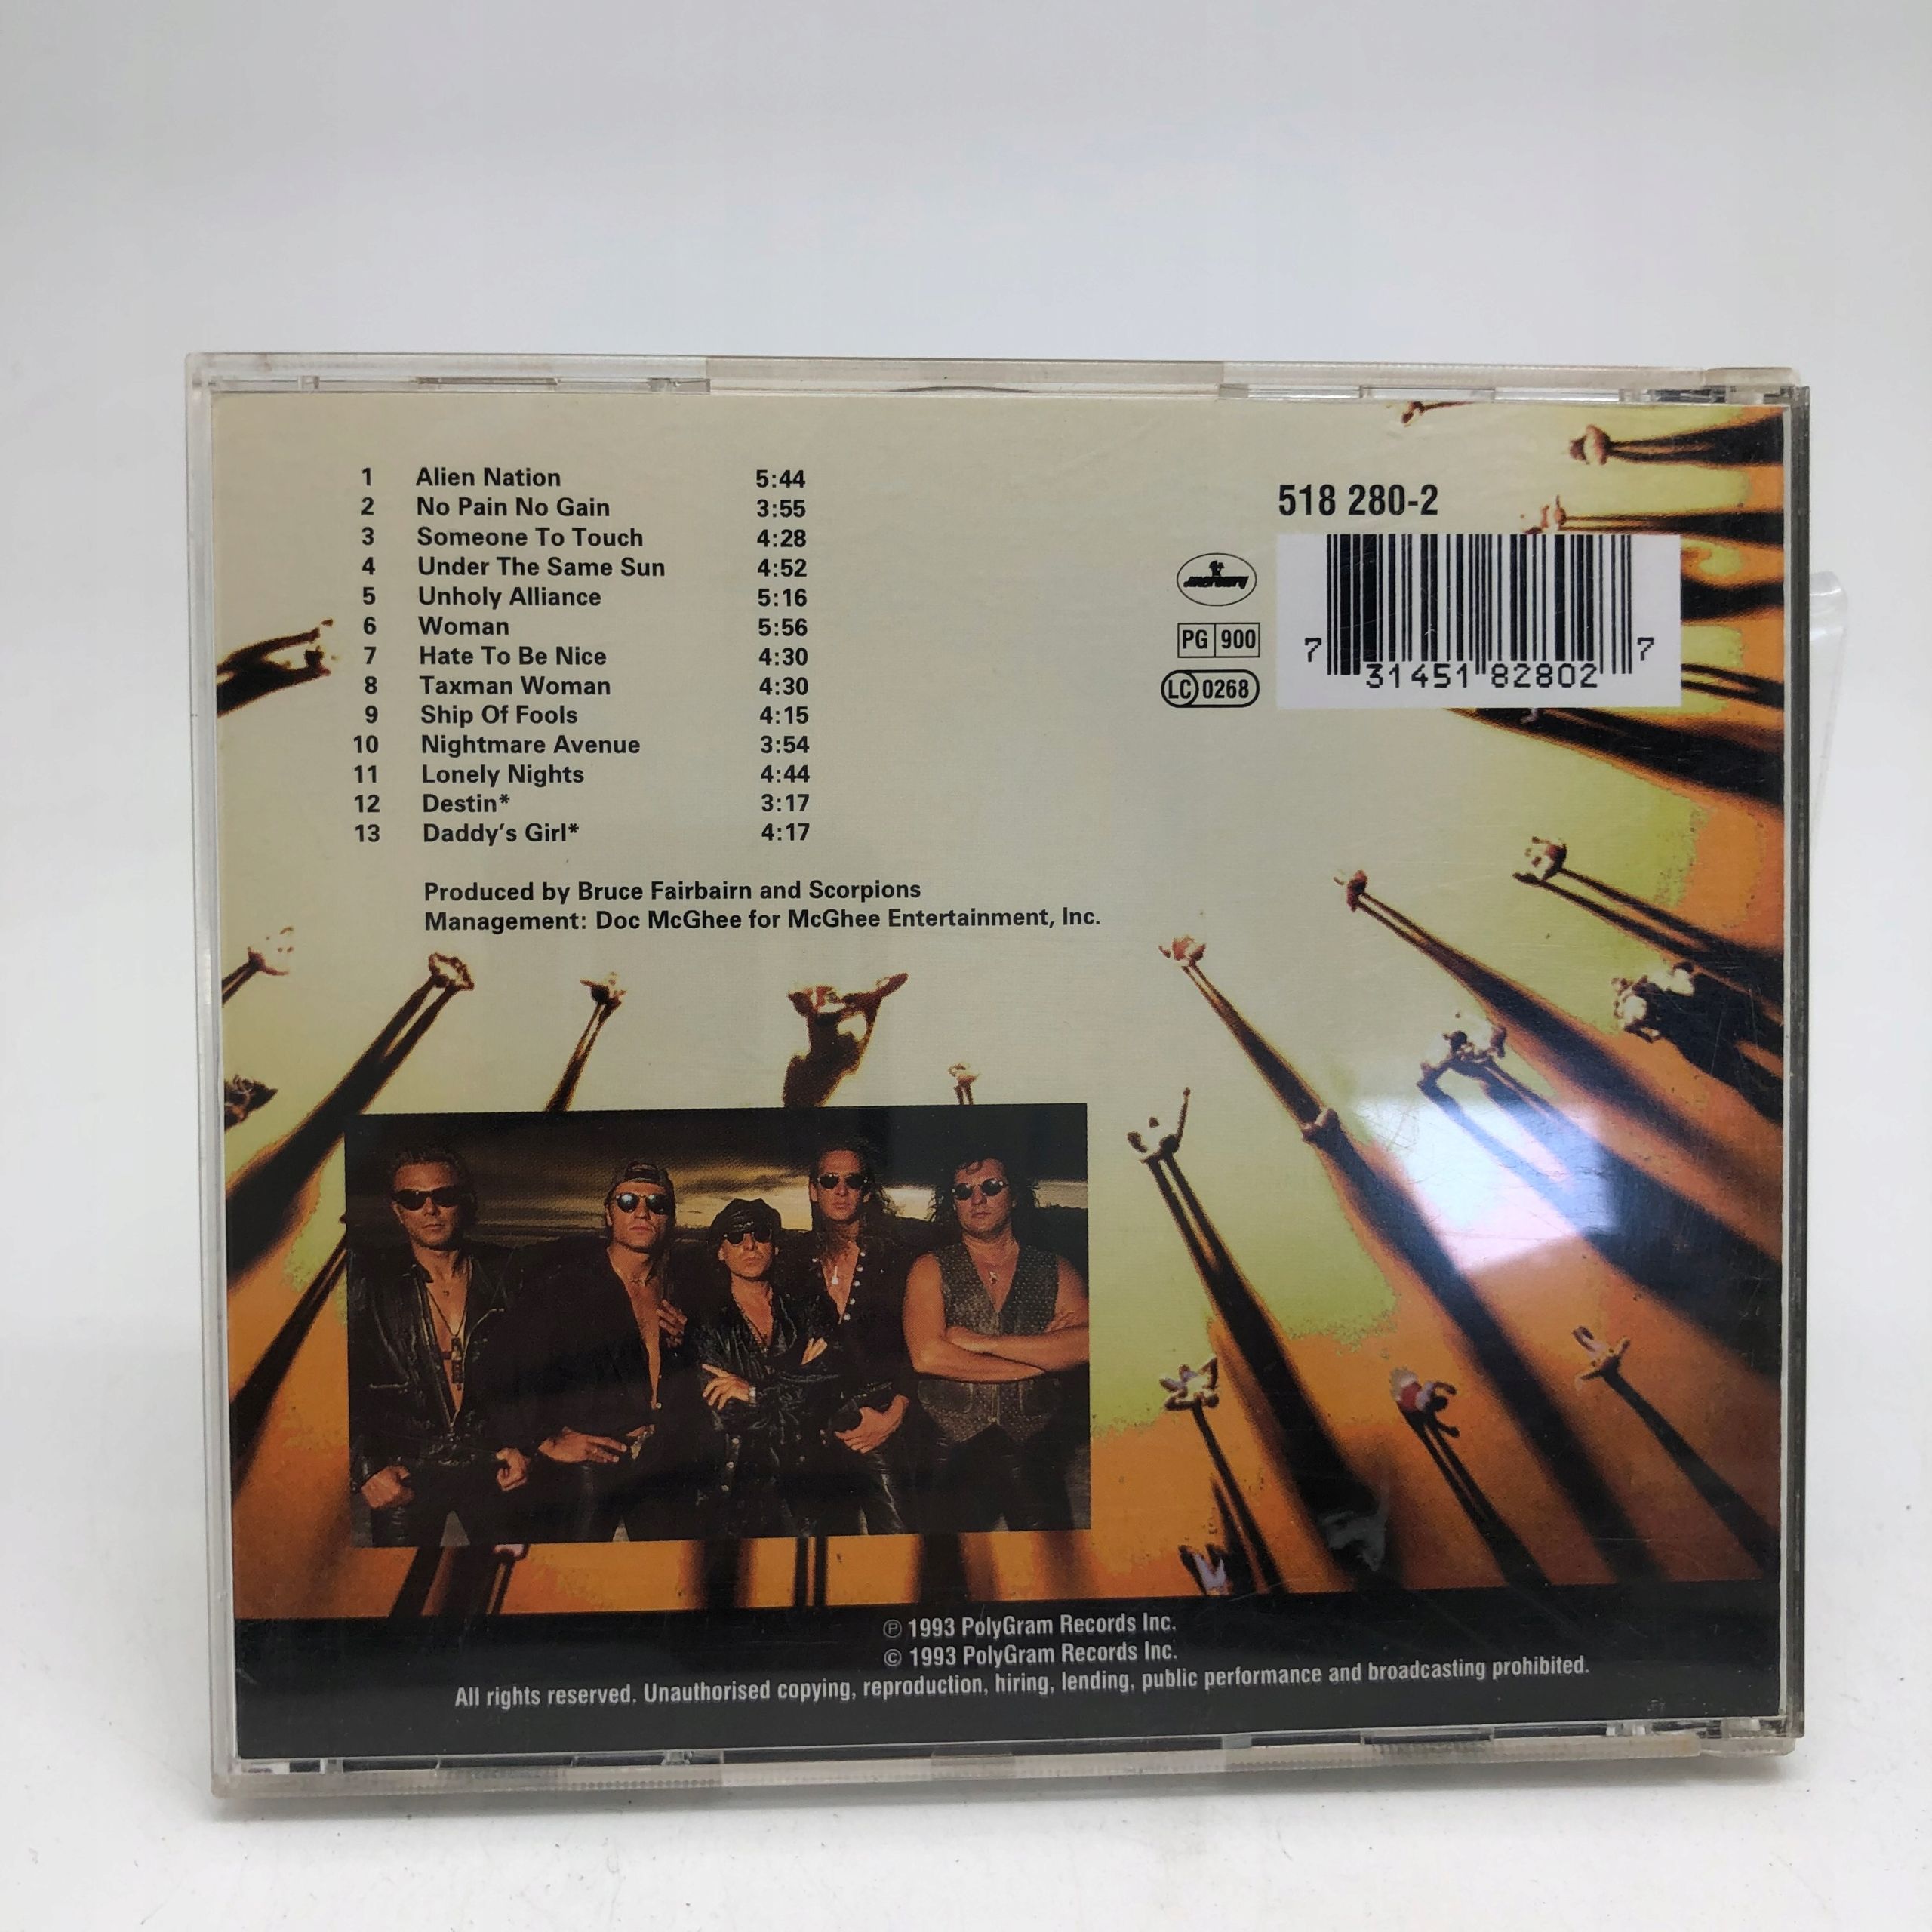 1 Alien Nation 5:44
2 No Pain No Gain 3:55
3 Someone To Touch 4:28
4 Under The Same Sun 4:52
5 Unholy Alliance 5:16
6 Woman 5:56
7 Hate To Be Nice 4:30
8 Taxman Woman 4:30
9 Ship Of Fools 4:15
10 Nightmare Avenue 3:54
11 Lonely Nights 4:44
12 Destin* 3:17
13 Daddy's Girl* 4:17
Produced by Bruce Fairbairn and Scorpions
Management: Doc McGhee for McGhee Entertainment, Inc.
518 280-2
mercury
PG 900
LC 0268
7 31451 82802 7
℗ 1993 PolyGram Records Inc.
© 1993 PolyGram Records Inc.
All rights reserved. Unauthorised copying, reproduction, hiring, lending, public performance and broadcasting prohibited.